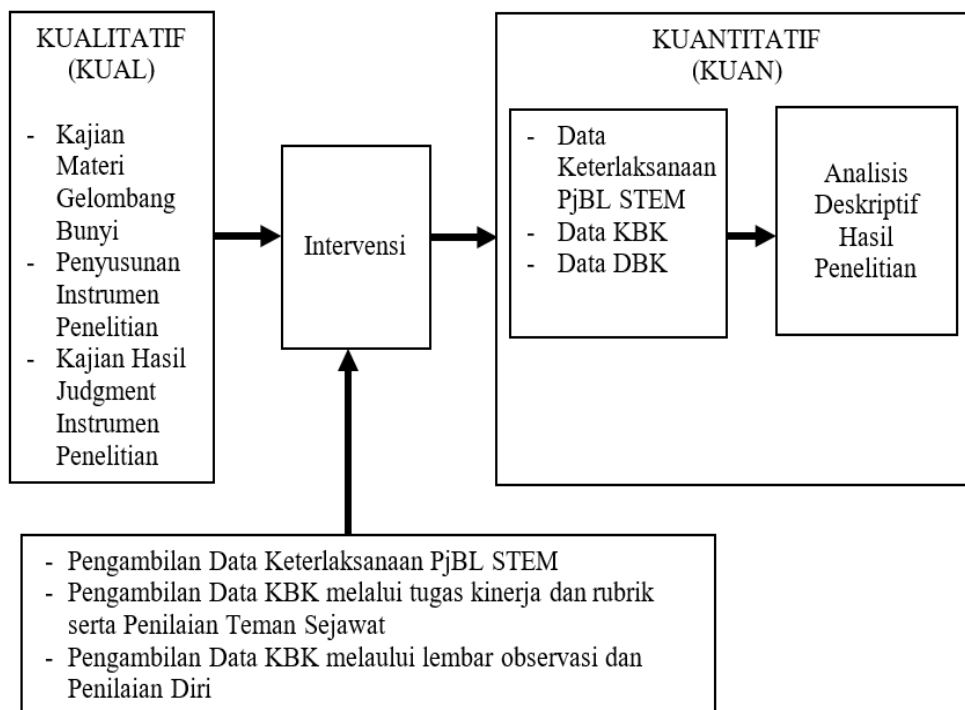 KUALITATIF
(KUAL)
- Kajian
Materi
Gelombang
Bunyi
- Penyusunan
Instrumen
Penelitian
- Kajian Hasil
Judgment
Instrumen
Penelitian
Intervensi
KUANTITATIF
(KUAN)
- Data
Keterlaksanaan
PjBL STEM
- Data KBK
- Data DBK
Analisis
Deskriptif
Hasil
Penelitian
- Pengambilan Data Keterlaksanaan PjBL STEM
- Pengambilan Data KBK melalui tugas kinerja dan rubrik
serta Penilaian Teman Sejawat
- Pengambilan Data KBK melaului lembar observasi dan
Penilaian Diri